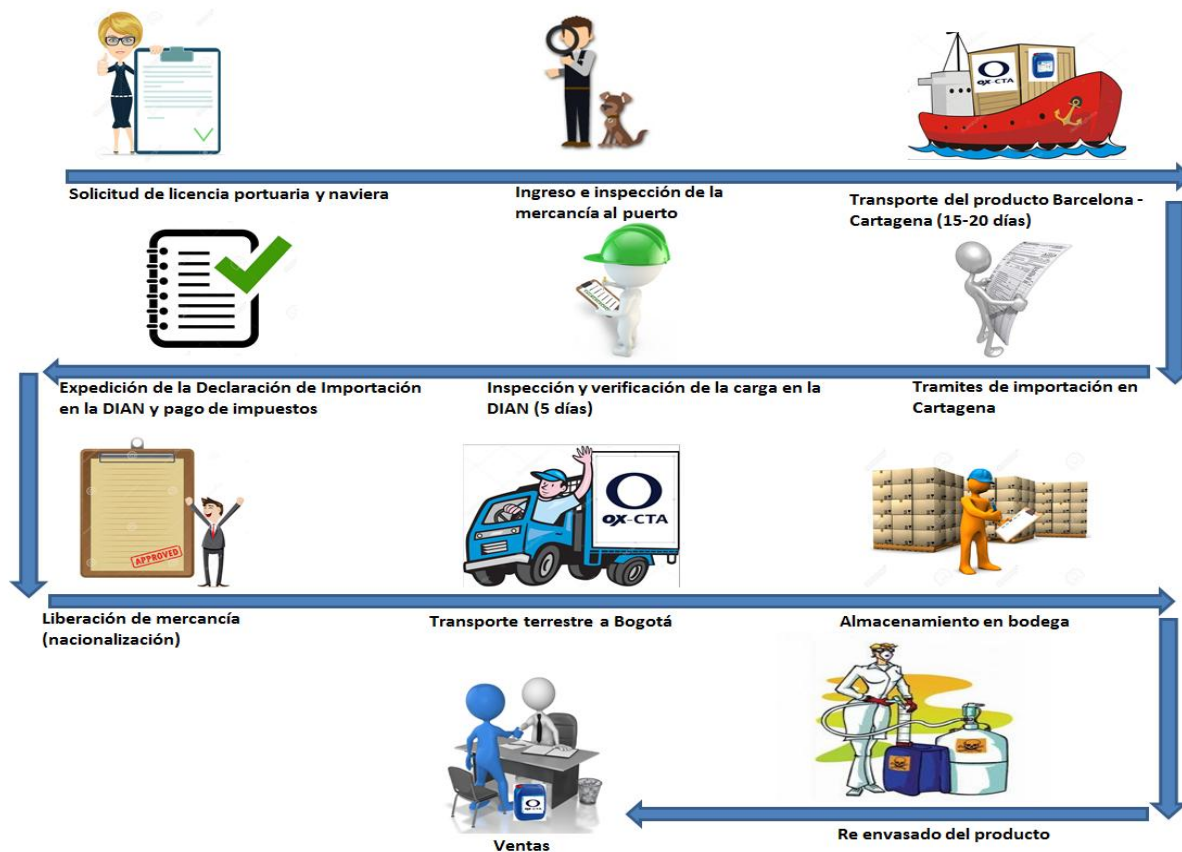 OX-CTA
Solicitud de licencia portuaria y naviera
Ingreso e inspección de la
mercancía al puerto
Transporte del producto Barcelona -
Cartagena (15-20 días)
Tramites de importación en
Cartagena
Inspección y verificación de la carga en la
DIAN (5 días)
Expedición de la Declaración de Importación
en la DIAN y pago de impuestos
APPROVED
OX-CTA
Liberación de mercancía
(nacionalización)
Transporte terrestre a Bogotá
Almacenamiento en bodega
Re envasado del producto
OX-CTA
Ventas